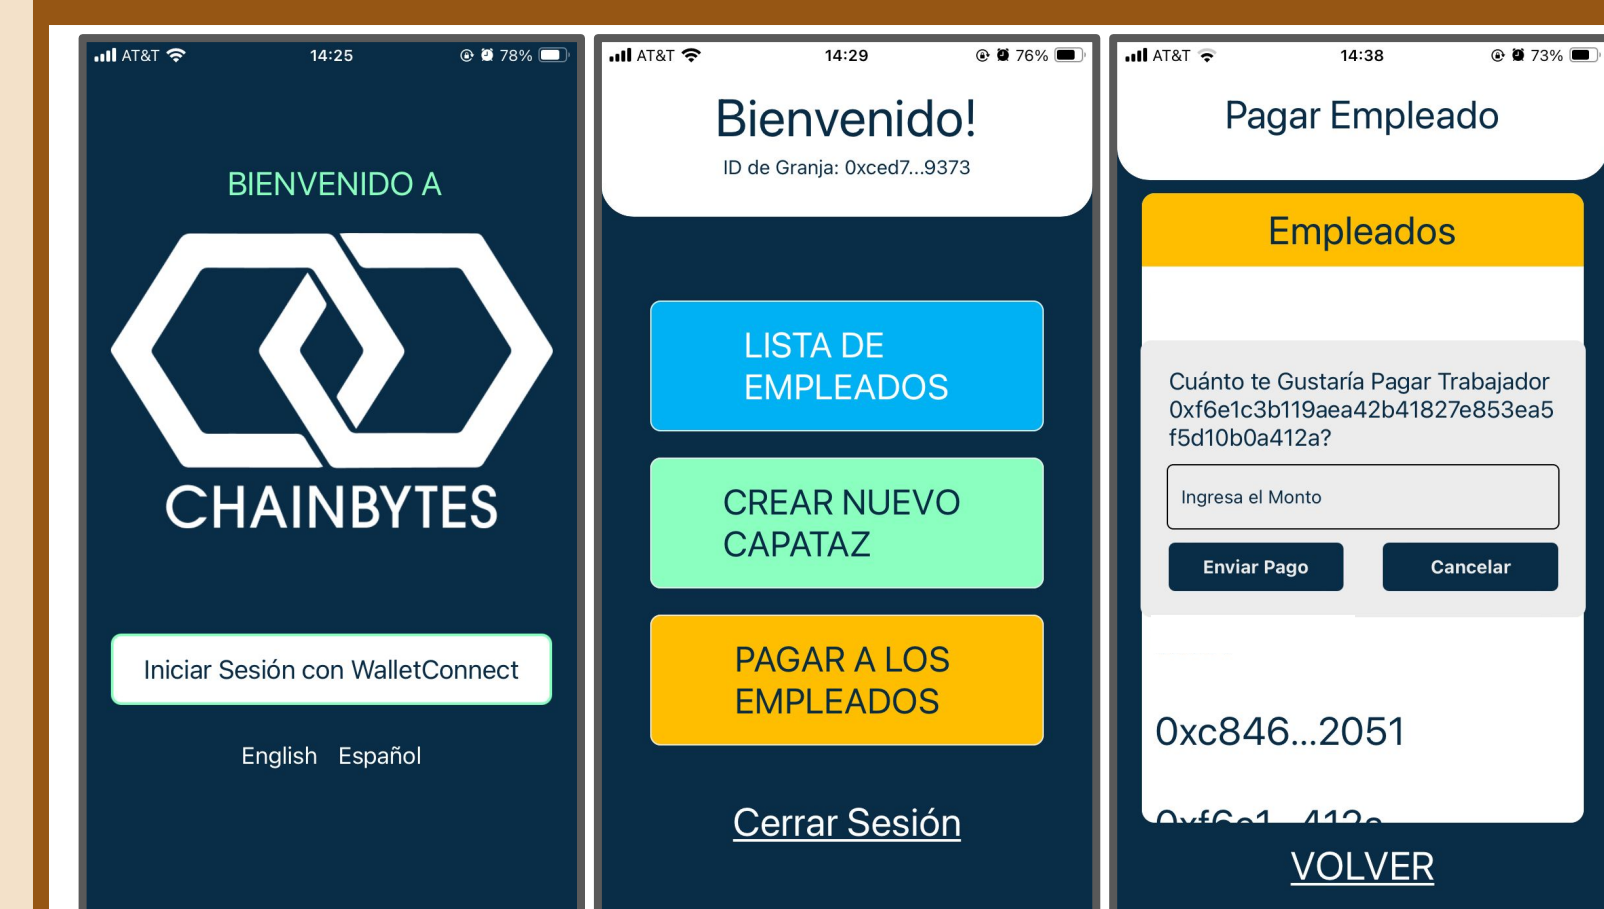 AT&T 14:25 78%
BIENVENIDO A
CHAINBYTES
Iniciar Sesión con WalletConnect
English Español
AT&T 14:29 76%
Bienvenido!
ID de Granja: 0xced7...9373
LISTA DE
EMPLEADOS
CREAR NUEVO
CAPATAZ
PAGAR A LOS
EMPLEADOS
Cerrar Sesión
AT&T 14:38 73%
Pagar Empleado
Empleados
Cuánto te Gustaría Pagar Trabajador
0xf6e1c3b119aea42b41827e853ea5
f5d10b0a412a?
Ingresa el Monto
Enviar Pago Cancelar
0xc846...2051
0xf6e1...412a
VOLVER